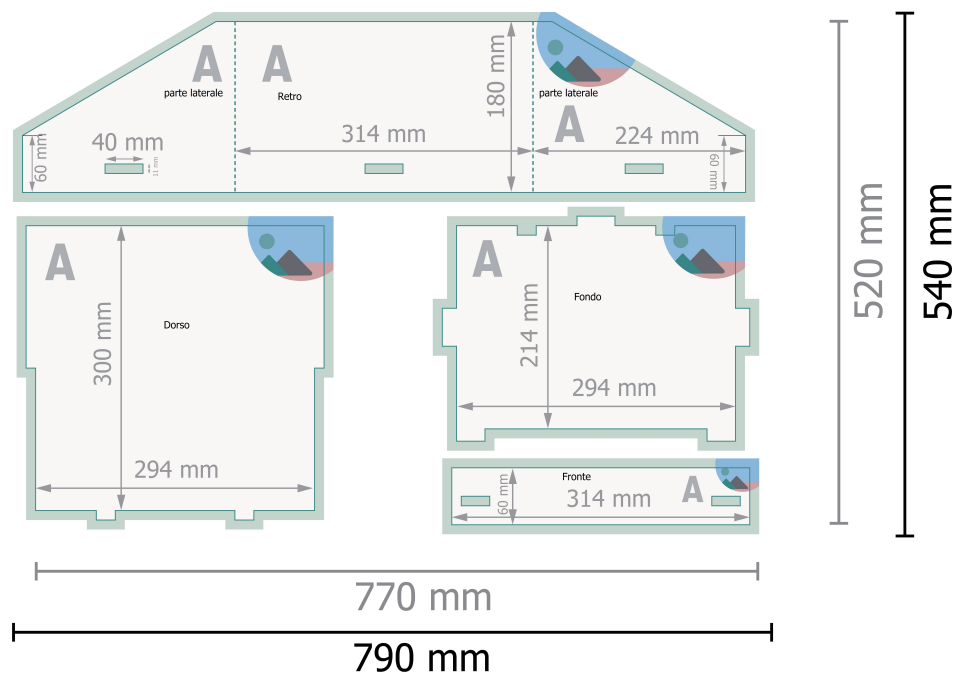 A
A
parte laterale
Retro
180 mm
parte laterale
A
40 mm
314 mm
224 mm
60 mm
11 mm
60 mm
520 mm
540 mm
A
A
Dorso
Fondo
300 mm
214 mm
294 mm
294 mm
Fronte
60 mm
314 mm
A
770 mm
790 mm